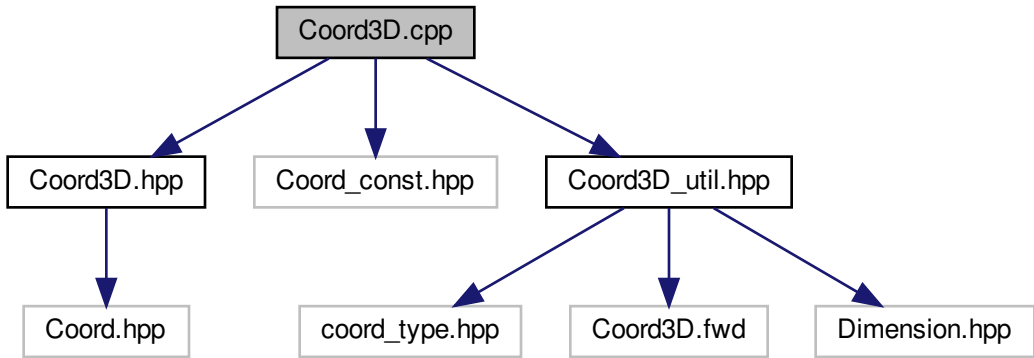 Coord3D.cpp
Coord3D.hpp
Coord_const.hpp
Coord3D_util.hpp
Coord.hpp
coord_type.hpp
Coord3D.fwd
Dimension.hpp